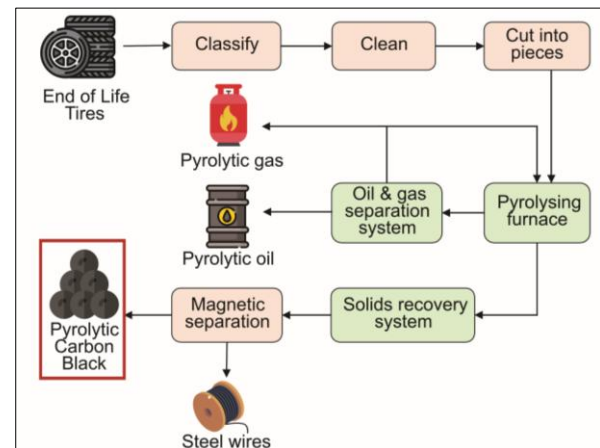 End of Life
Tires
Classify
Clean
Cut into
pieces
Pyrolytic gas
Pyrolytic oil
Oil & gas
separation
system
Pyrolysing
furnace
Pyrolytic
Carbon
Black
Magnetic
separation
Solids recovery
system
Steel wires